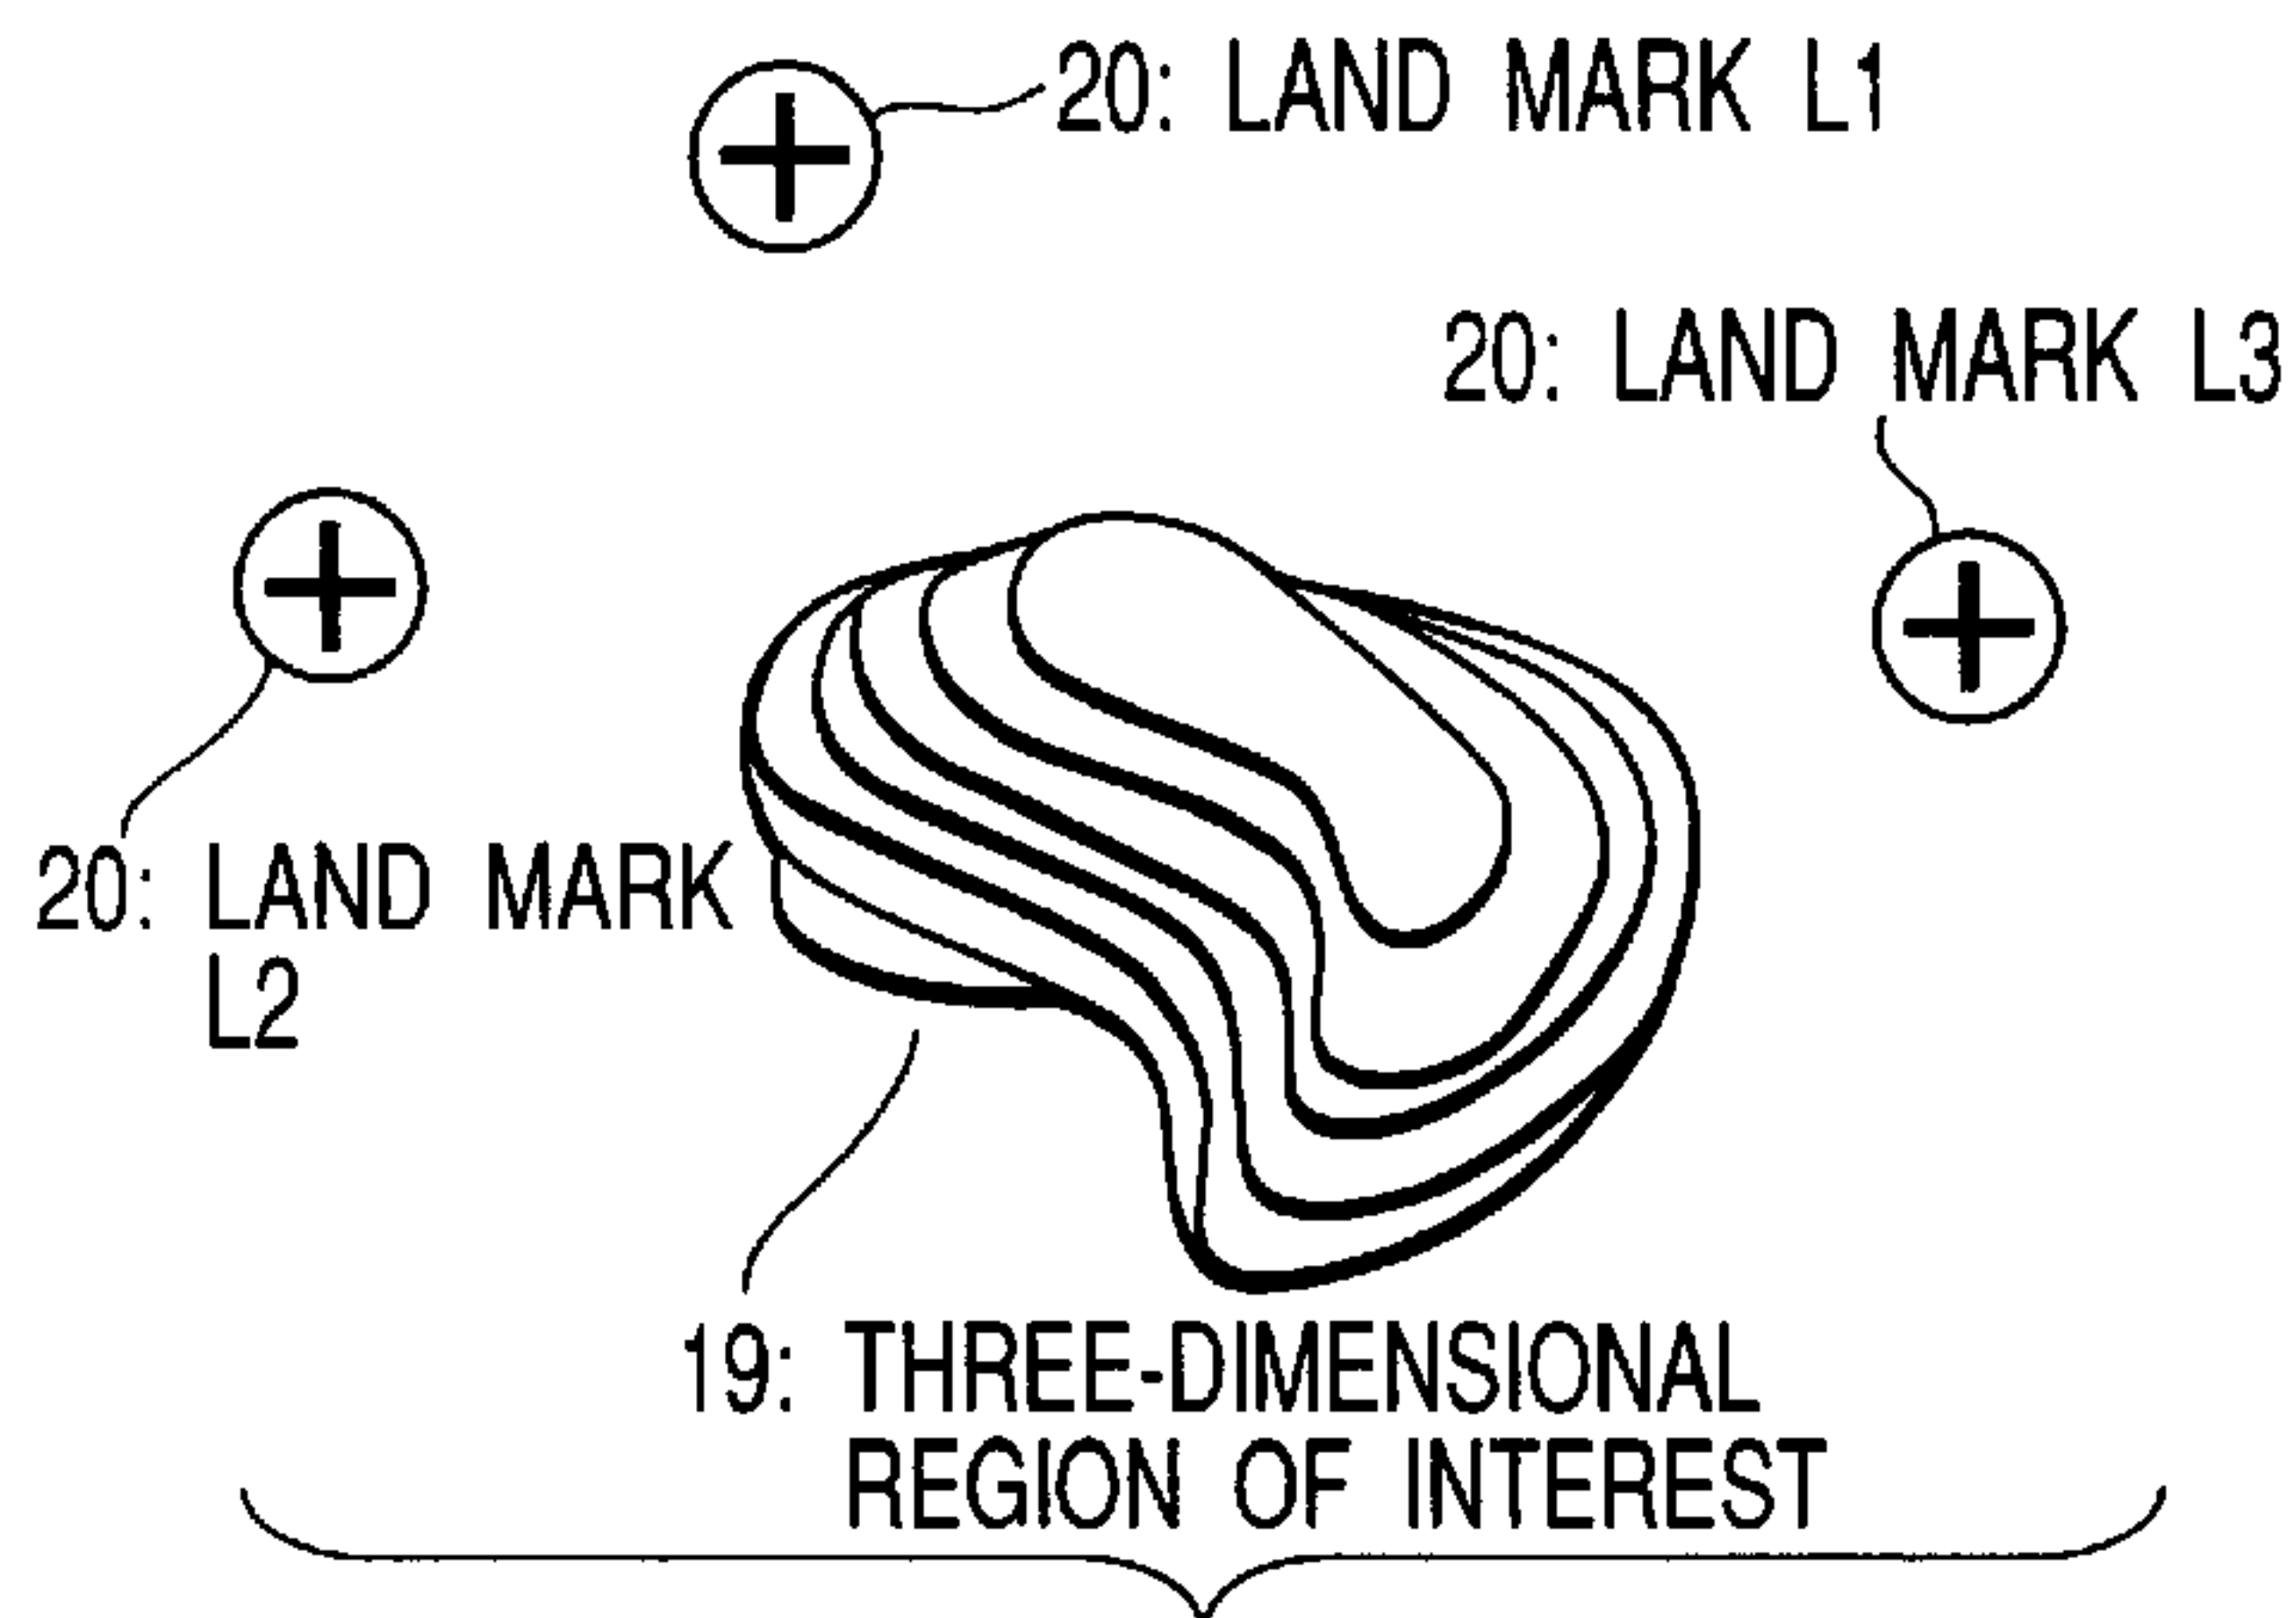 20: LAND MARK L1
20: LAND MARK L3
20: LAND MARK
L2
19: THREE-DIMENSIONAL
REGION OF INTEREST